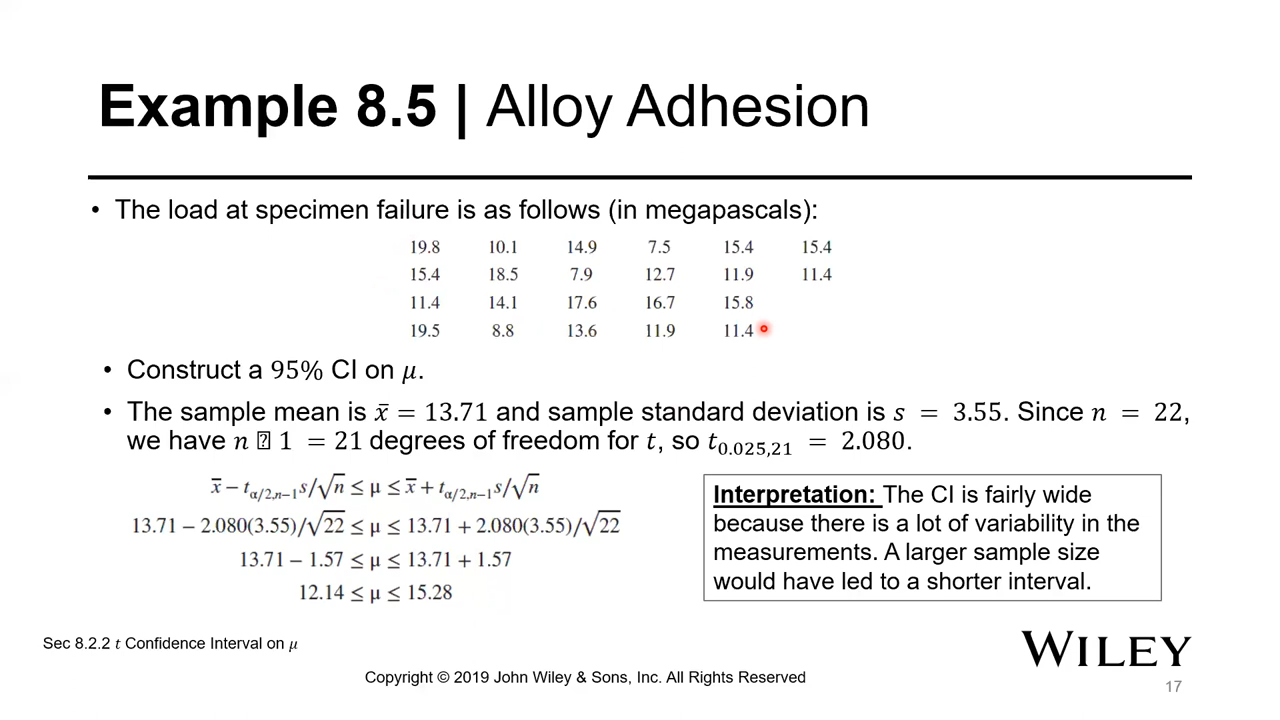 Example 8.5 | Alloy Adhesion
• The load at specimen failure is as follows (in megapascals):
19.8 10.1 14.9 7.5 15.4 15.4
15.4 18.5 7.9 12.7 11.9 11.4
11.4 14.1 17.6 16.7 15.8
19.5 8.8 13.6 11.9 11.4
• Construct a 95% CI on μ.
• The sample mean is x̄ = 13.71 and sample standard deviation is s = 3.55. Since n = 22,
we have n ⍰ 1 = 21 degrees of freedom for t, so t₀.₀₂₅,₂₁ = 2.080.
x̄ − tα/2,n−1s/√n ≤ μ ≤ x̄ + tα/2,n−1s/√n
13.71 − 2.080(3.55)/√22 ≤ μ ≤ 13.71 + 2.080(3.55)/√22
13.71 − 1.57 ≤ μ ≤ 13.71 + 1.57
12.14 ≤ μ ≤ 15.28
Interpretation: The CI is fairly wide
because there is a lot of variability in the
measurements. A larger sample size
would have led to a shorter interval.
Sec 8.2.2 t Confidence Interval on μ
WILEY
Copyright © 2019 John Wiley & Sons, Inc. All Rights Reserved
17